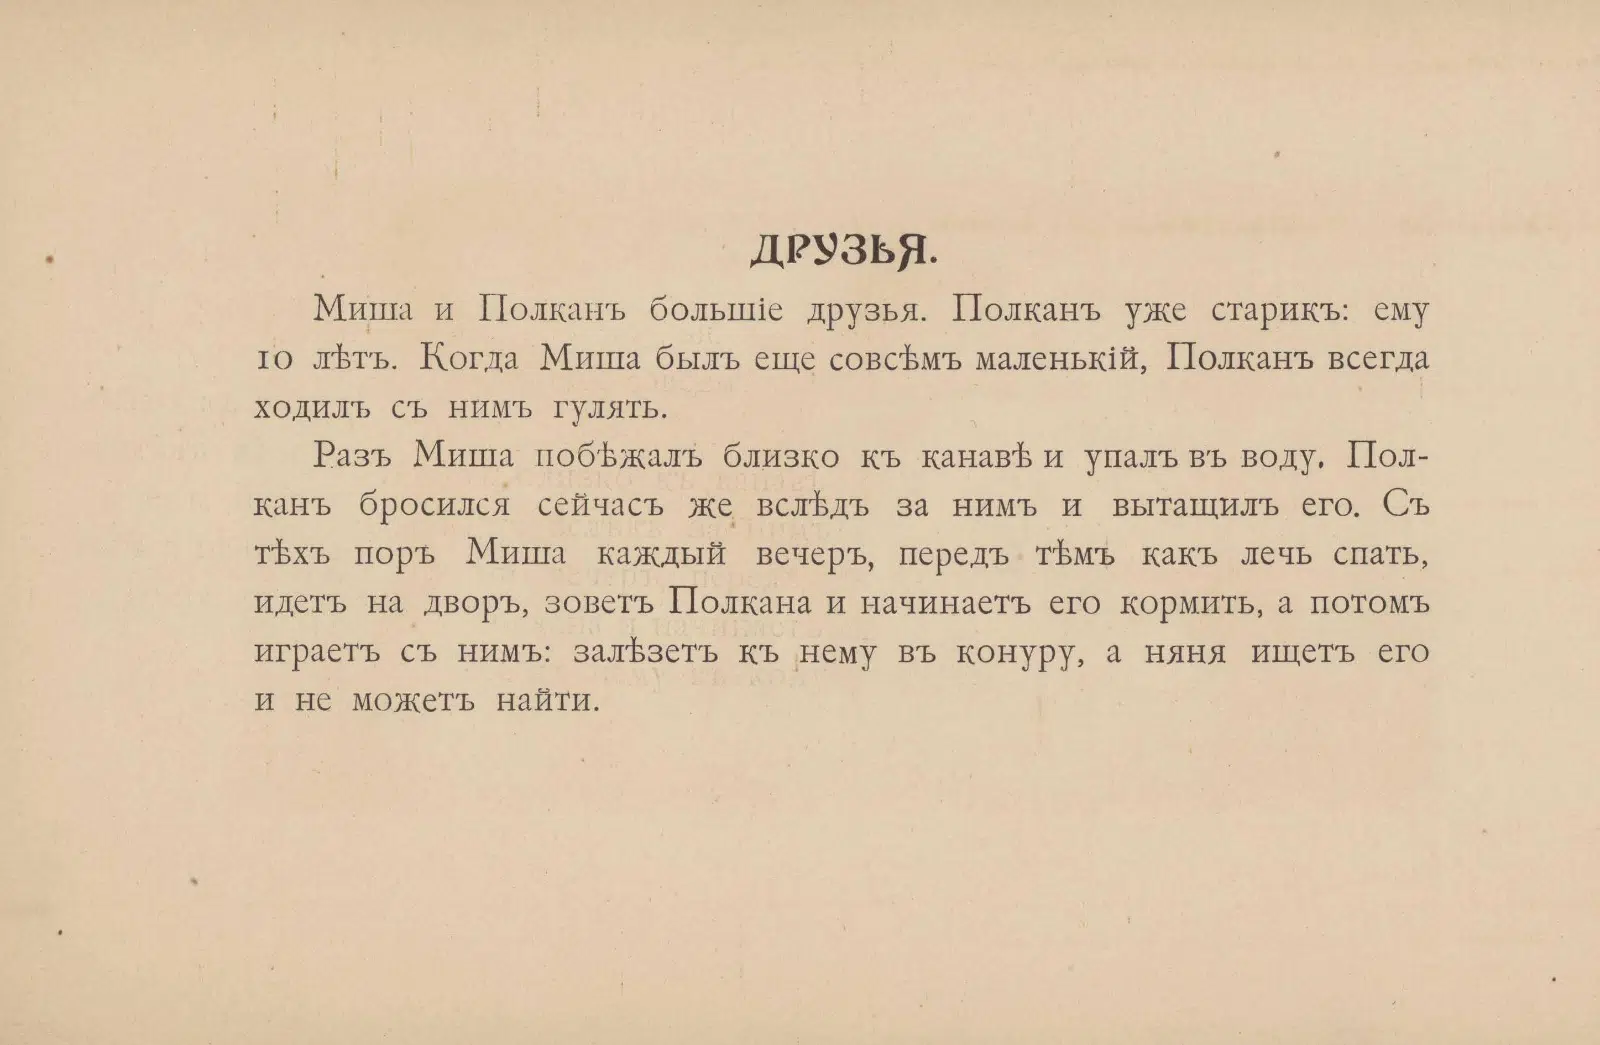 ДРУЗЬЯ.
Миша и Полканъ большіе друзья. Полканъ уже старикъ: ему
10 лѣтъ. Когда Миша былъ еще совсѣмъ маленькій, Полканъ всегда
ходилъ съ нимъ гулять.
Разъ Миша побѣжалъ близко къ канавѣ и упалъ въ воду. Пол-
канъ бросился сейчасъ же вслѣдъ за нимъ и вытащилъ его. Съ
тѣхъ поръ Миша каждый вечеръ, передъ тѣмъ какъ лечь спать,
идетъ на дворъ, зоветъ Полкана и начинаетъ его кормить, а потомъ
играетъ съ нимъ: залѣзетъ къ нему въ конуру, а няня ищетъ его
и не можетъ найти.